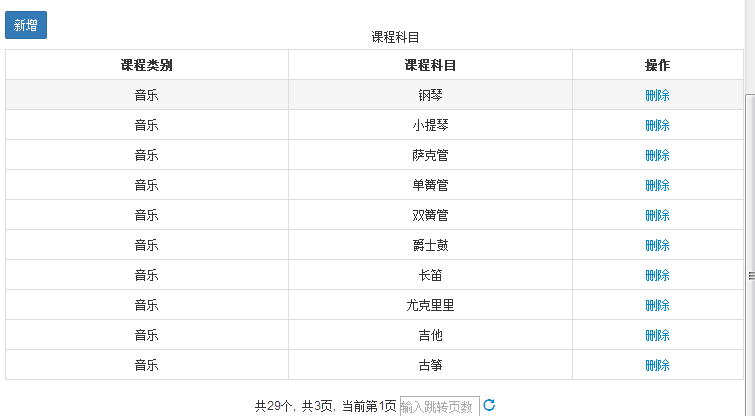 新增
课程科目
课程类别 课程科目 操作
音乐 钢琴 删除
音乐 小提琴 删除
音乐 萨克管 删除
音乐 单簧管 删除
音乐 双簧管 删除
音乐 爵士鼓 删除
音乐 长笛 删除
音乐 尤克里里 删除
音乐 吉他 删除
音乐 古筝 删除
共29个, 共3页, 当前第1页 输入跳转页数